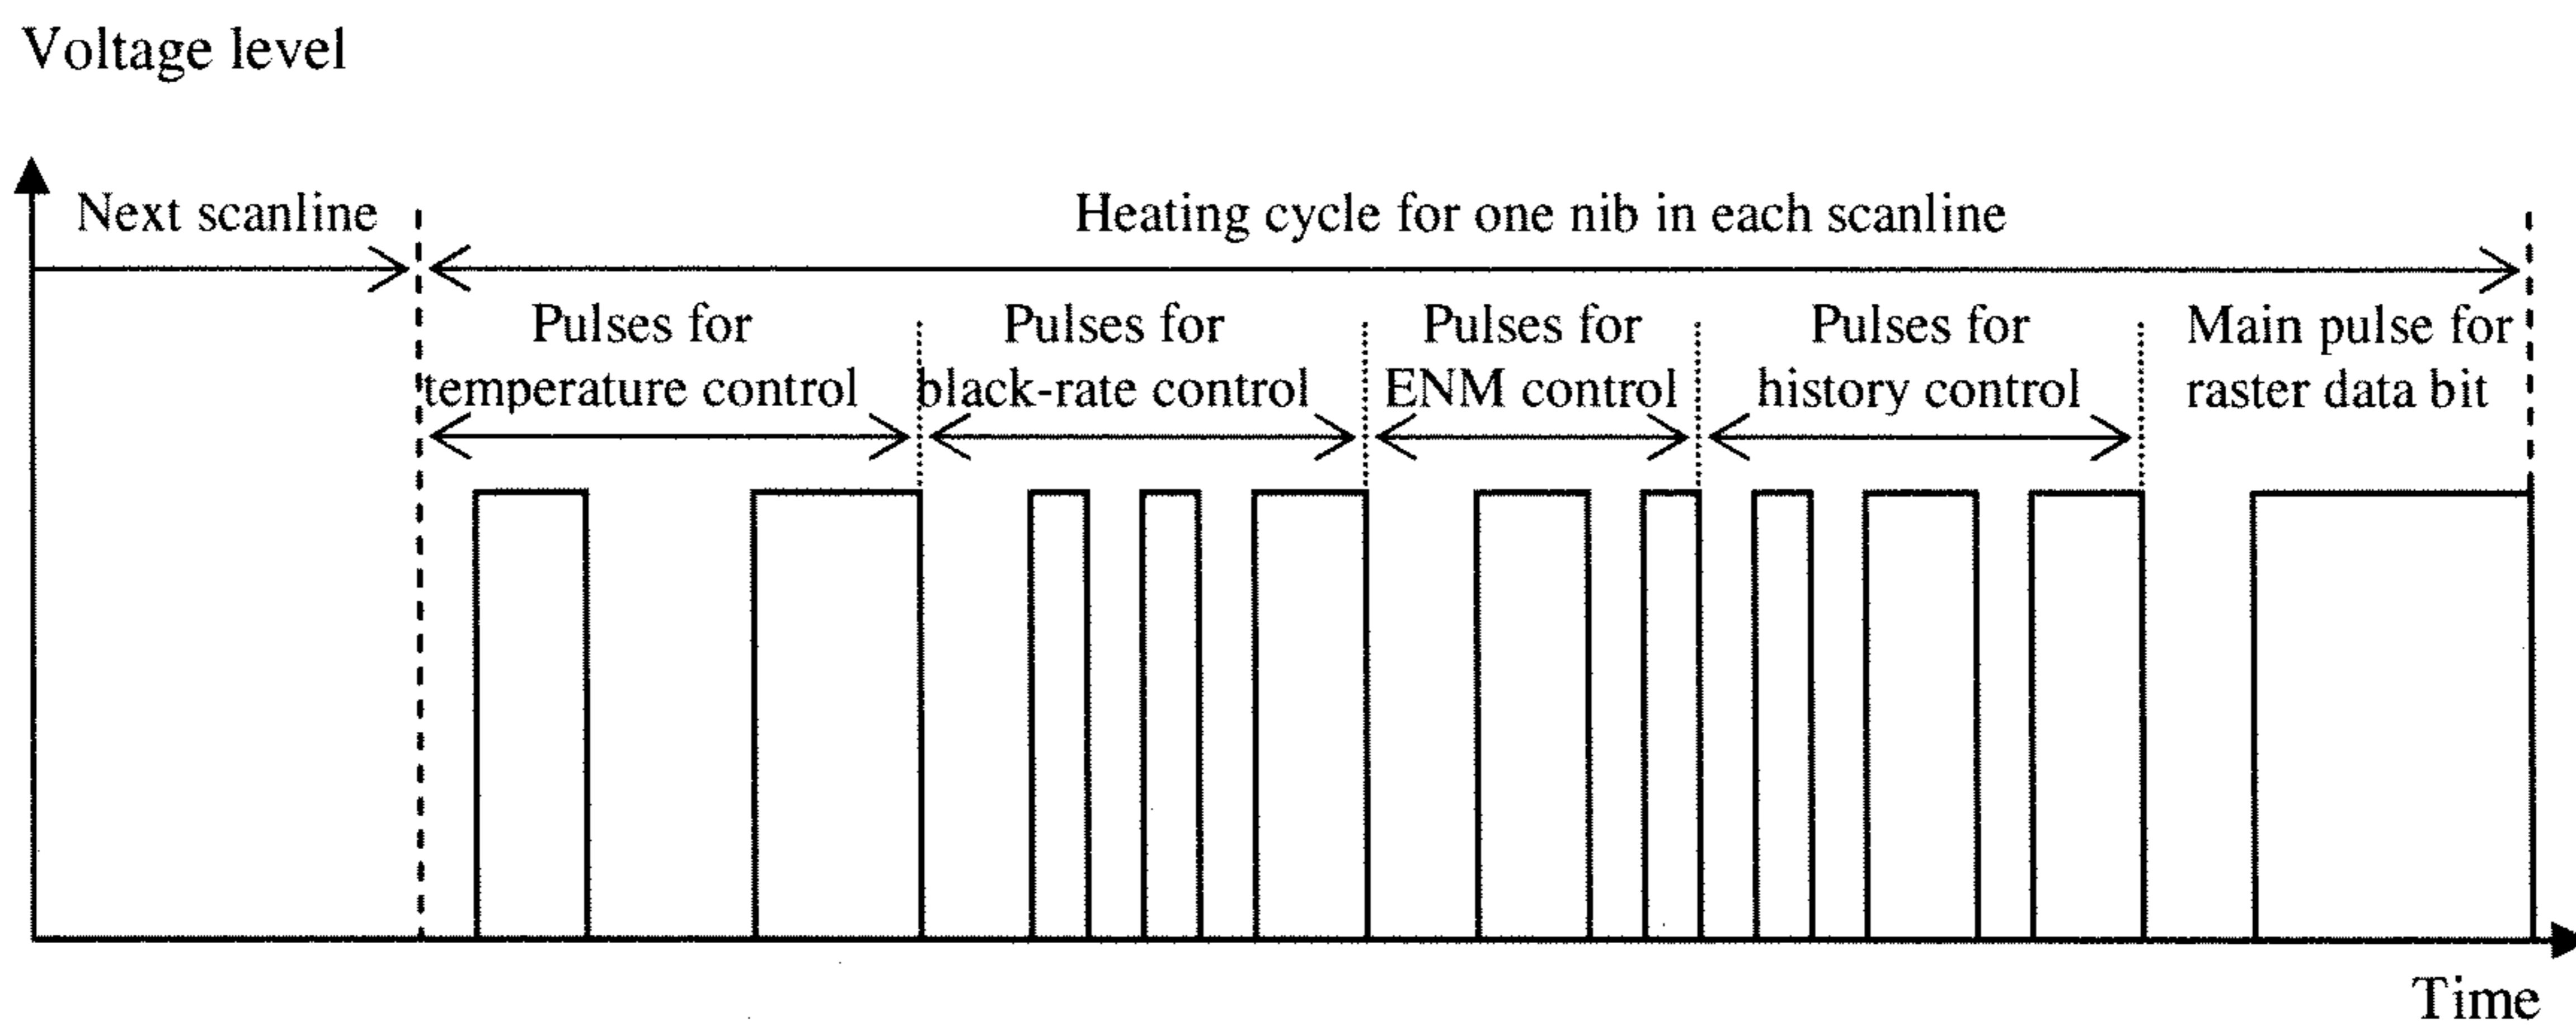 Voltage level
Next scanline
Heating cycle for one nib in each scanline
Pulses for
temperature control
Pulses for
black-rate control
Pulses for
ENM control
Pulses for
history control
Main pulse for
raster data bit
Time